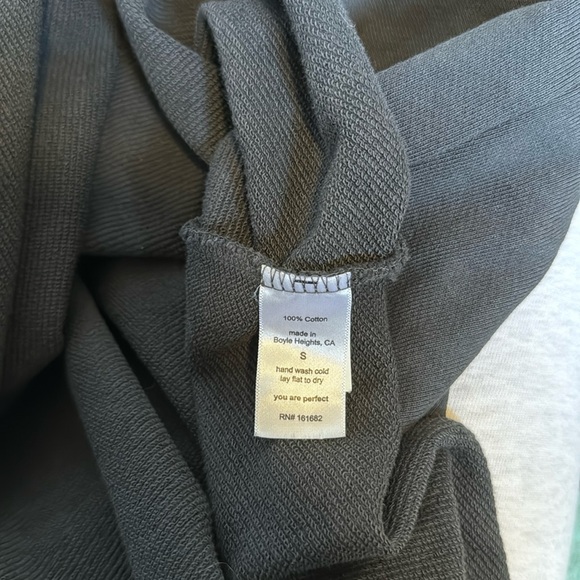 100% Cotton
made in
Boyle Heights, CA
S
hand wash cold
lay flat to dry
you are perfect
RN# 161682